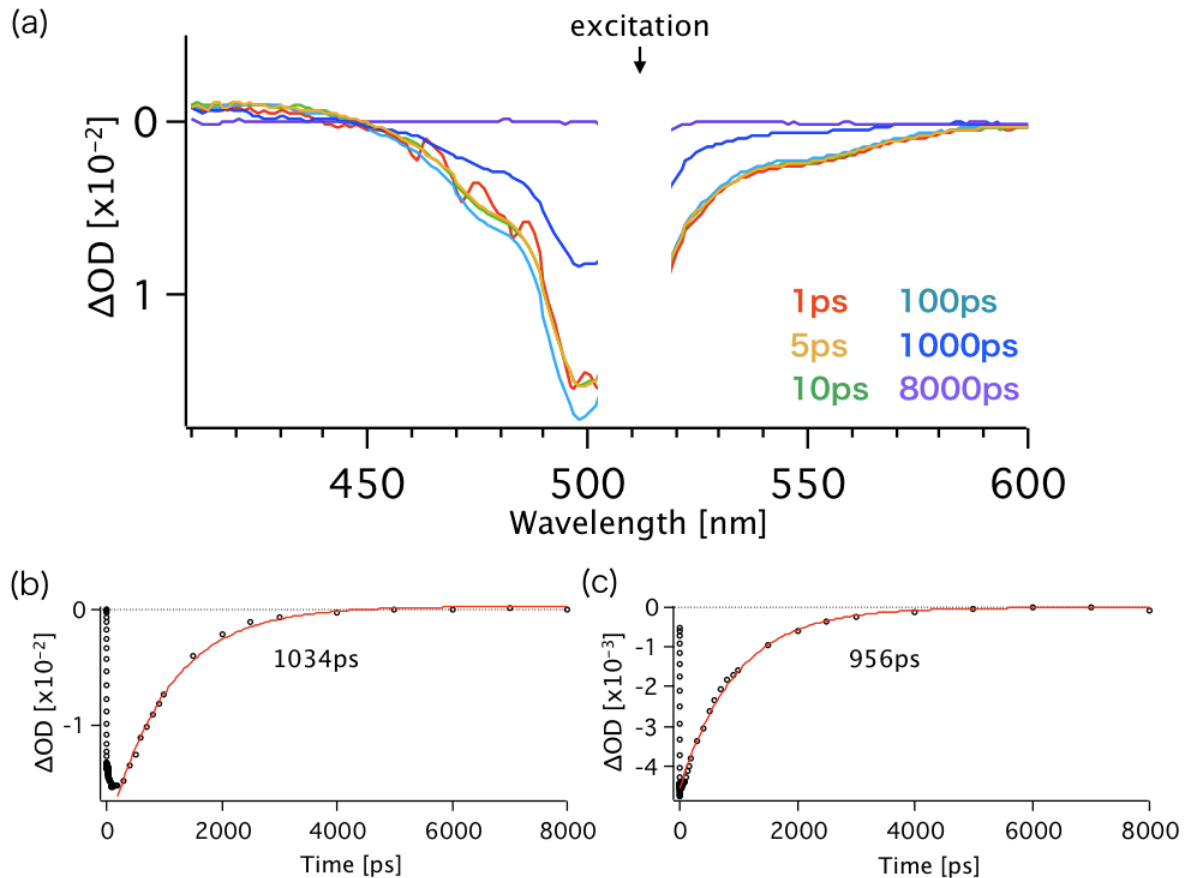 (a)
excitation
0
1
ΔOD [x10⁻²]
1ps 100ps
5ps 1000ps
10ps 8000ps
450 500 550 600
Wavelength [nm]
(b)
0
-1
ΔOD [x10⁻²]
1034ps
0 2000 4000 6000 8000
Time [ps]
(c)
0
-1
-2
-3
-4
ΔOD [x10⁻³]
956ps
0 2000 4000 6000 8000
Time [ps]